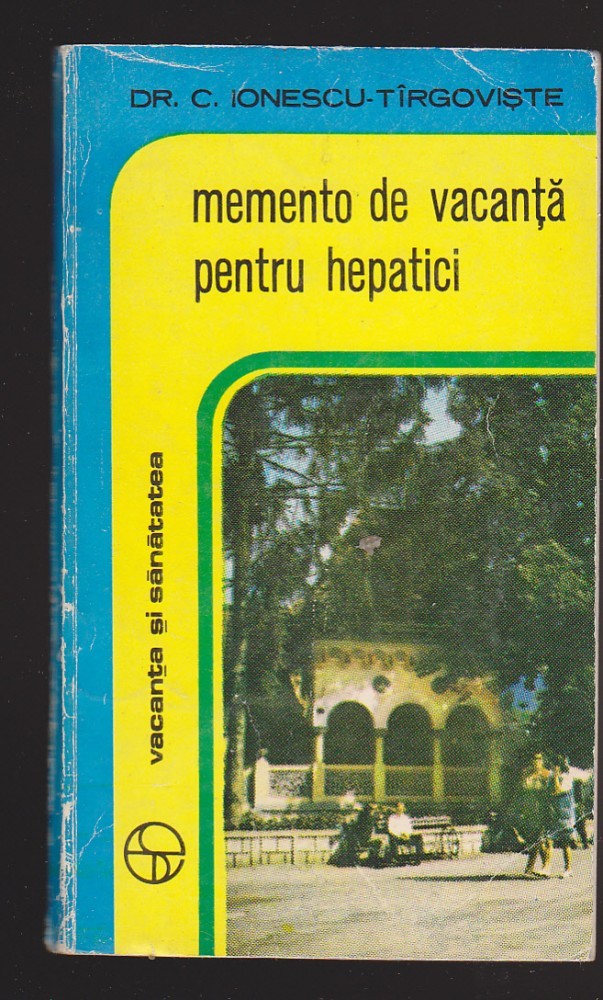 DR. C. IONESCU-TÎRGOVIȘTE
memento de vacanță
pentru hepatici
vacanța și sănătatea